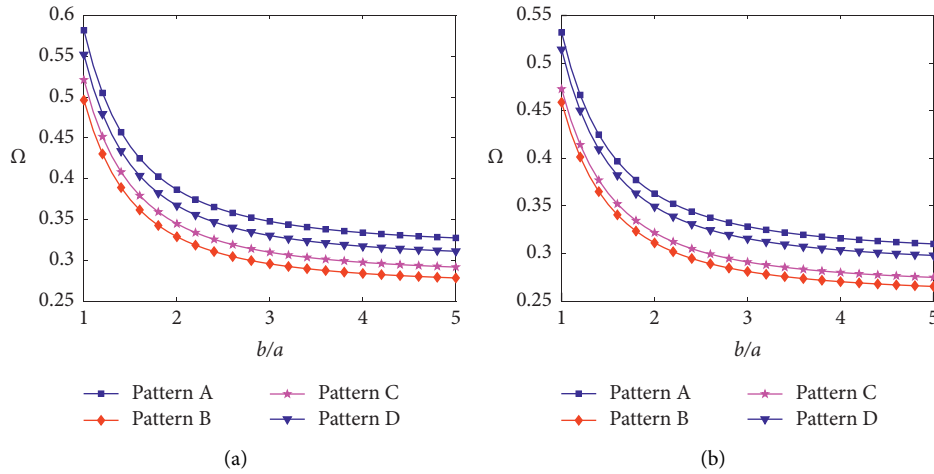 0.6
0.55
0.5
0.45
0.4
0.35
0.3
0.25
Ω
1 2 3 4 5
b/a
Pattern A
Pattern B
Pattern C
Pattern D
(a)
0.55
0.5
0.45
0.4
0.35
0.3
0.25
Ω
1 2 3 4 5
b/a
Pattern A
Pattern B
Pattern C
Pattern D
(b)